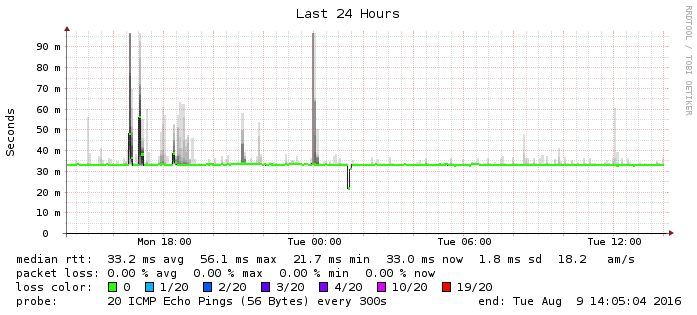 Last 24 Hours
RRDTOOL / TOBI OETIKER
Seconds
90 m
80 m
70 m
60 m
50 m
40 m
30 m
20 m
10 m
0
Mon 18:00 Tue 00:00 Tue 06:00 Tue 12:00
median rtt: 33.2 ms avg 56.1 ms max 21.7 ms min 33.0 ms now 1.8 ms sd 18.2 am/s
packet loss: 0.00 % avg 0.00 % max 0.00 % min 0.00 % now
loss color: 0 1/20 2/20 3/20 4/20 10/20 19/20
probe: 20 ICMP Echo Pings (56 Bytes) every 300s end: Tue Aug 9 14:05:04 2016